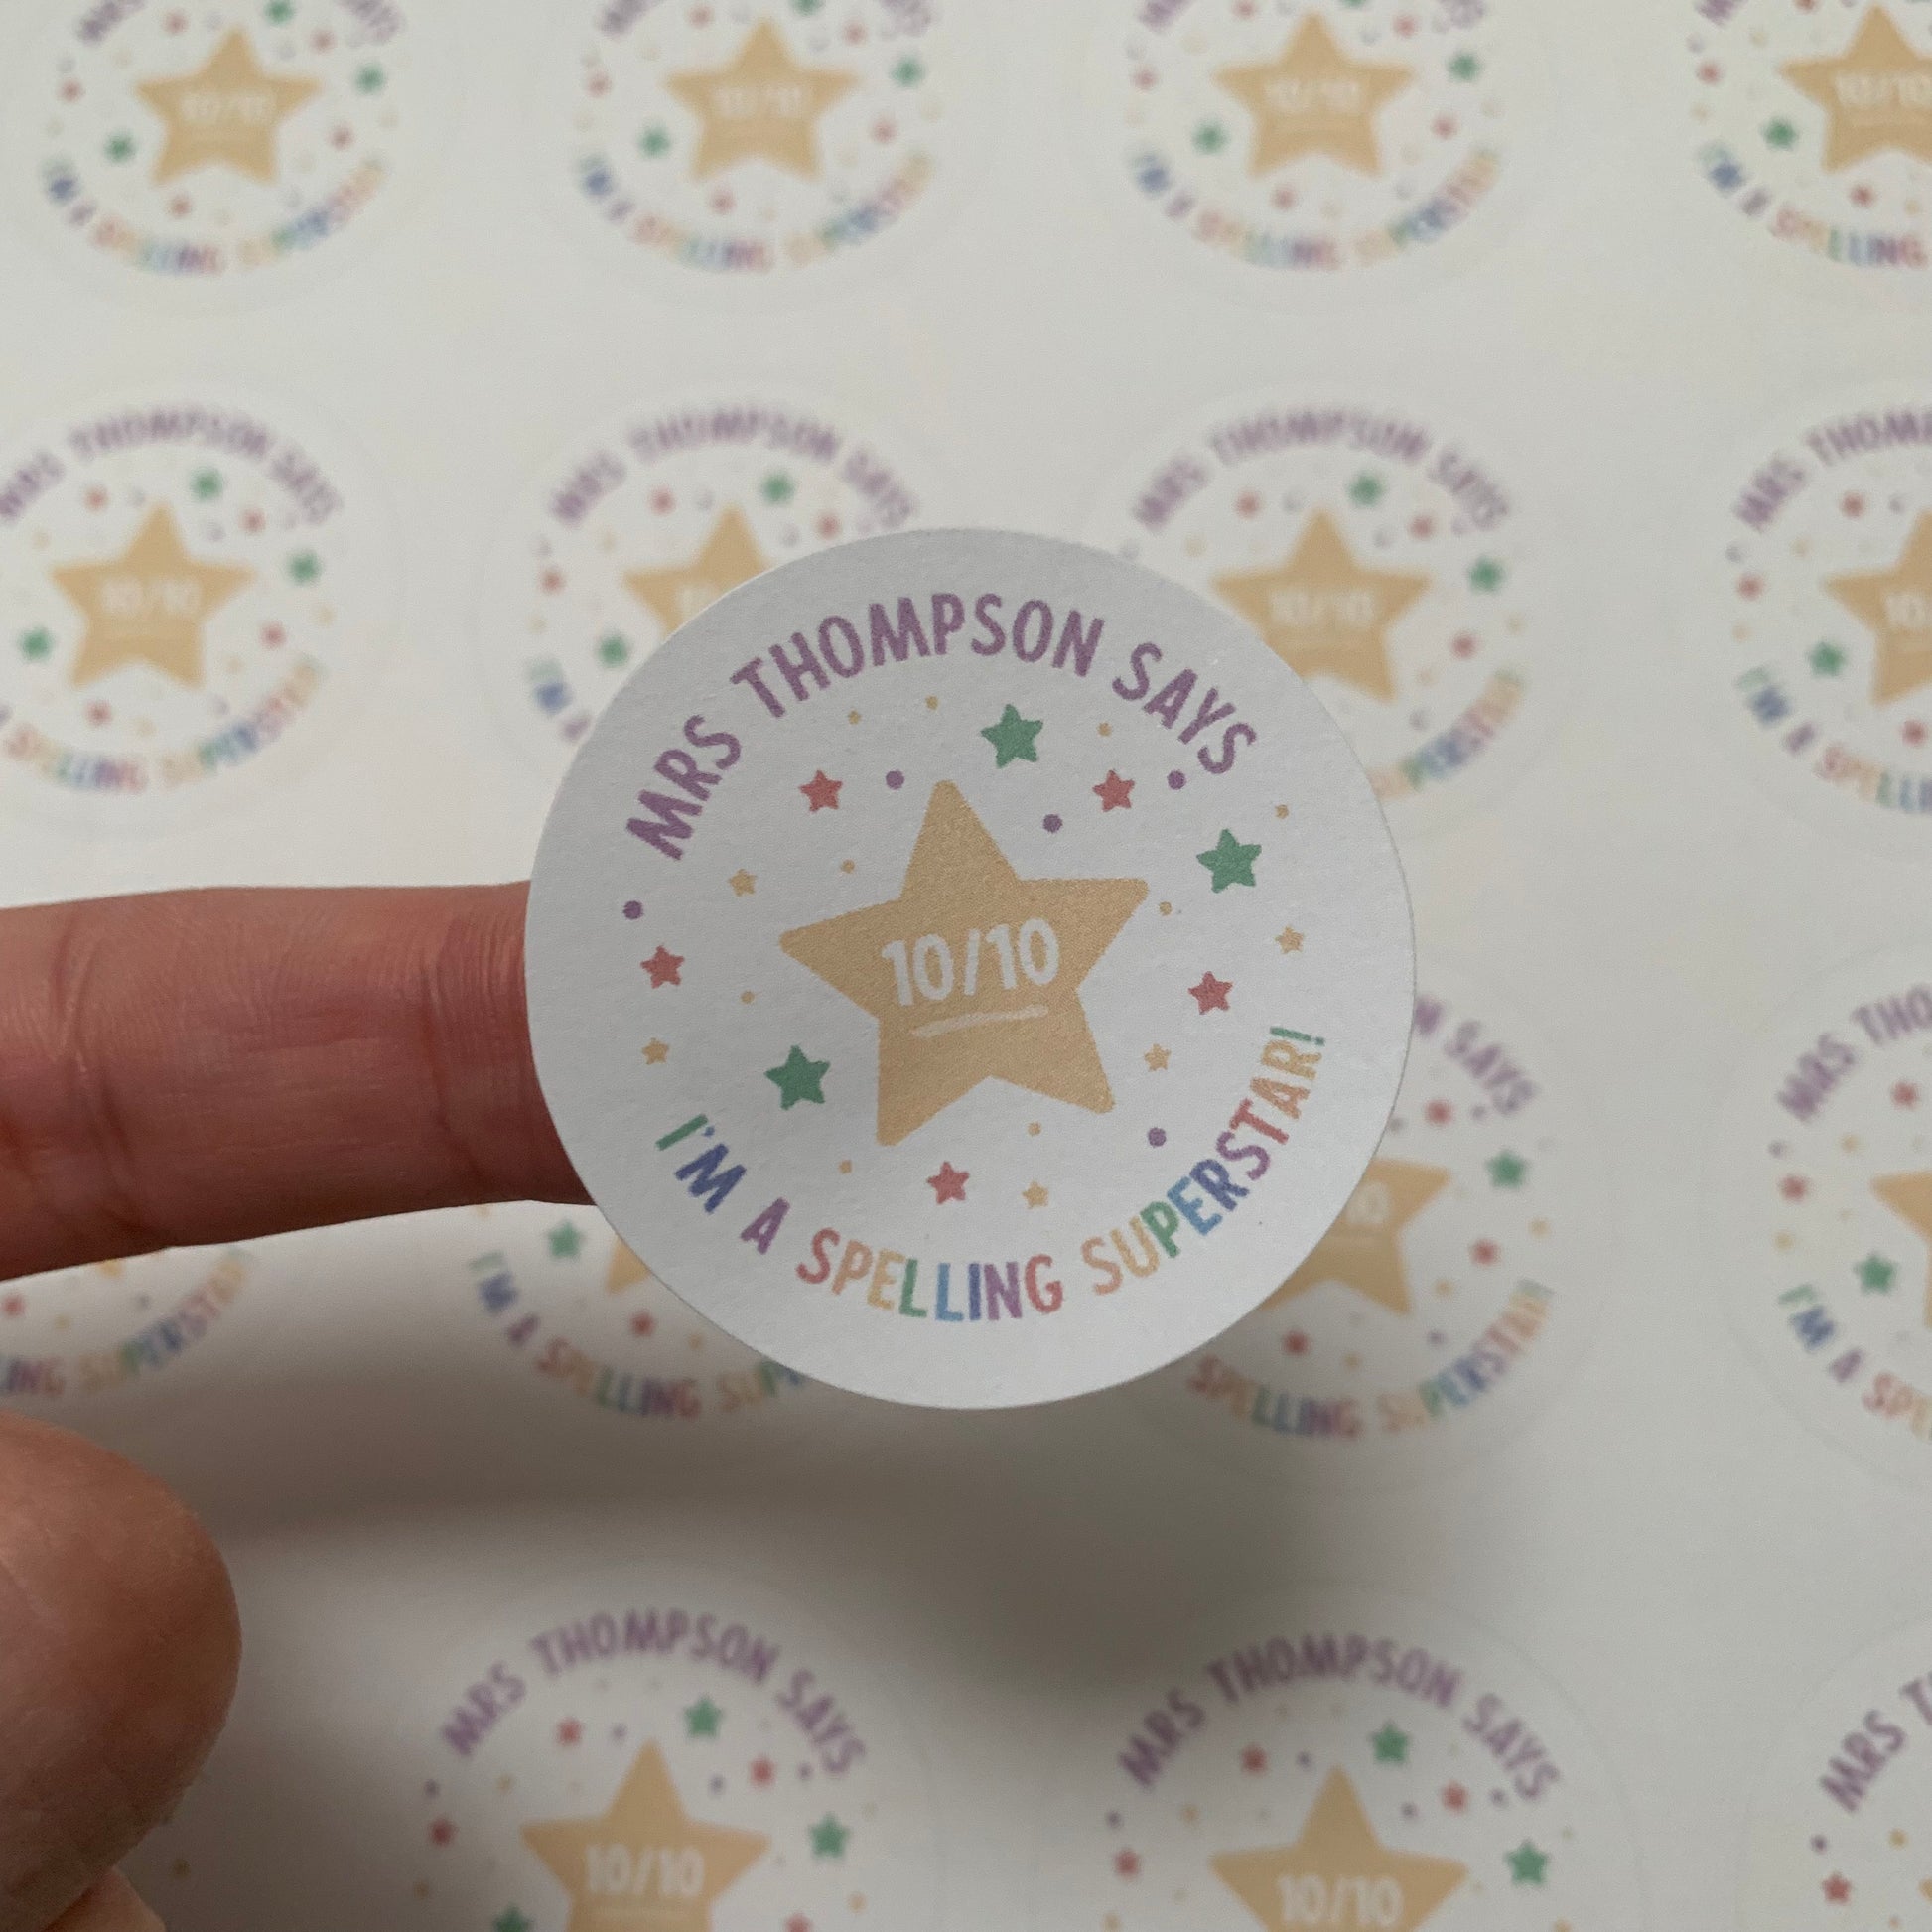 MRS THOMPSON SAYS
10/10
I'M A SPELLING SUPERSTAR!